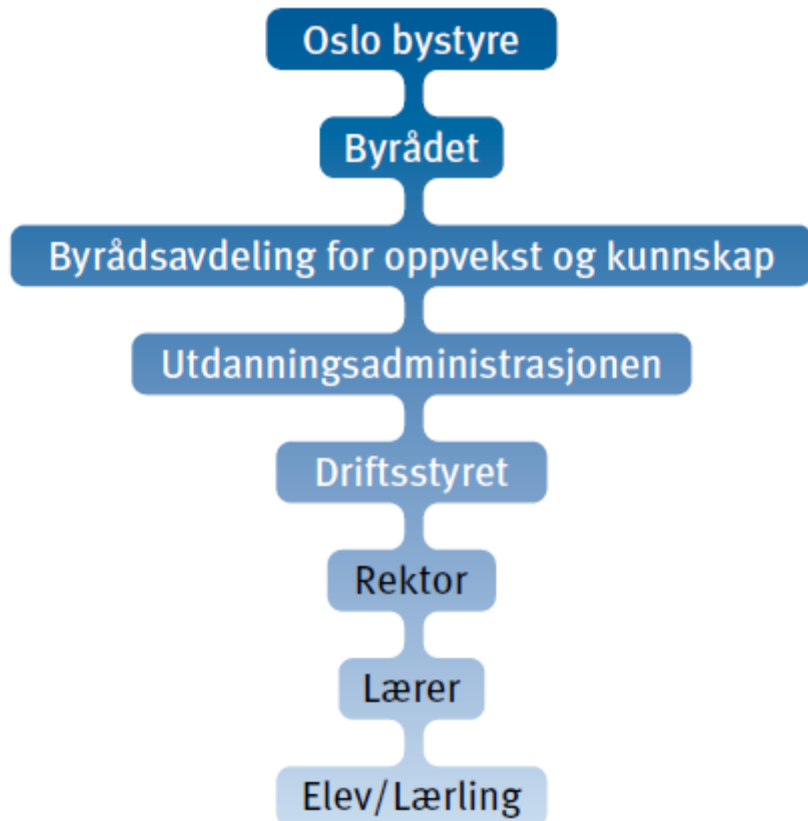 Oslo bystyre
Byrådet
Byrådsavdeling for oppvekst og kunnskap
Utdanningsadministrasjonen
Driftsstyret
Rektor
Lærer
Elev/Lærling